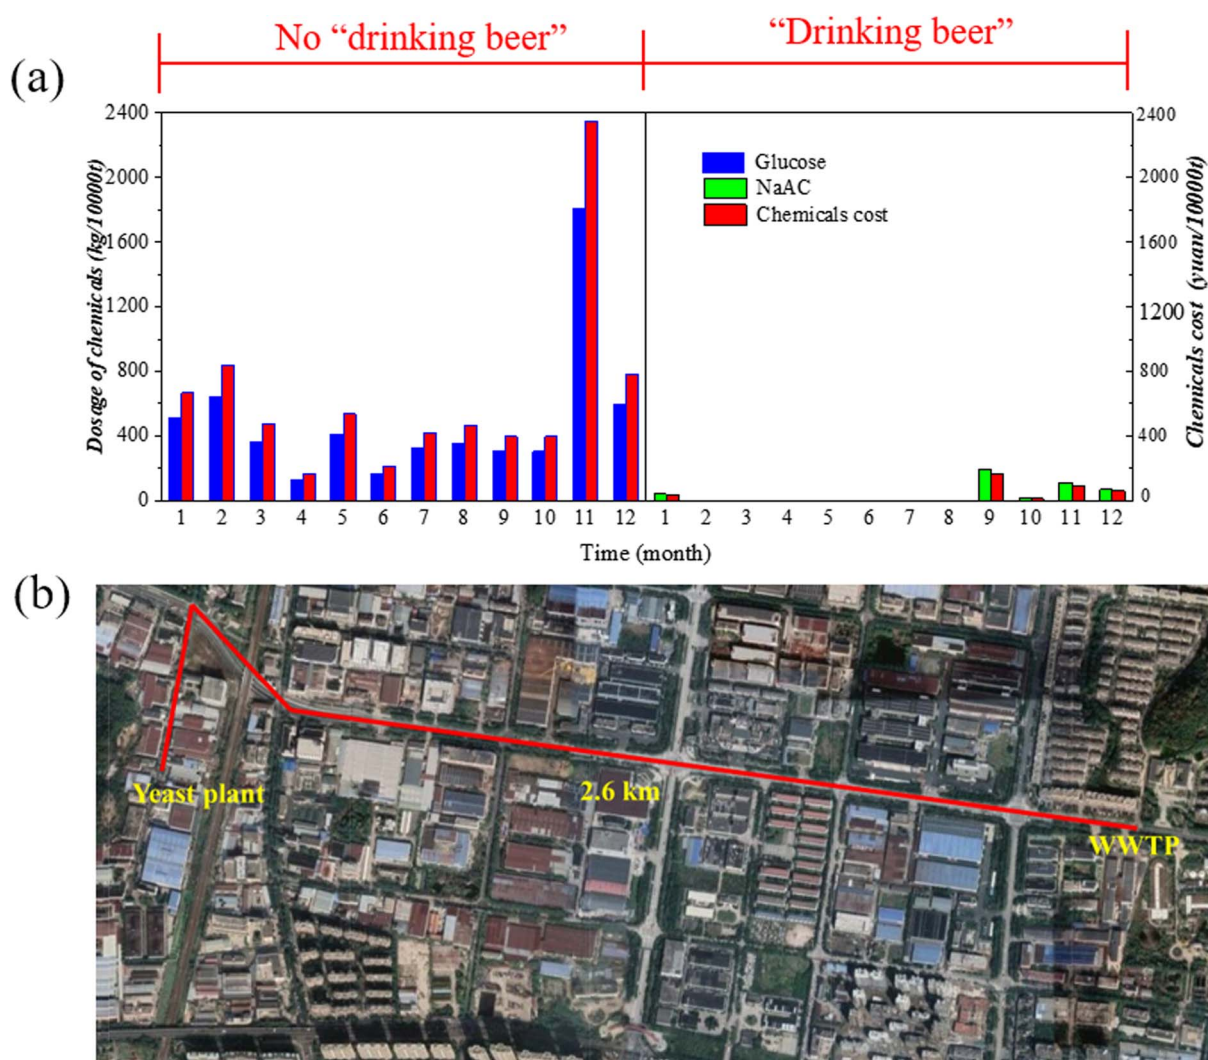 No “drinking beer”
“Drinking beer”
(a)
Dosage of chemicals (kg/10000t)
2400
2000
1600
1200
800
400
0
Glucose
NaAC
Chemicals cost
2400
2000
1600
1200
800
400
0
Chemicals cost (yuan/10000t)
1 2 3 4 5 6 7 8 9 10 11 12 1 2 3 4 5 6 7 8 9 10 11 12
Time (month)
(b)
Yeast plant
2.6 km
WWTP